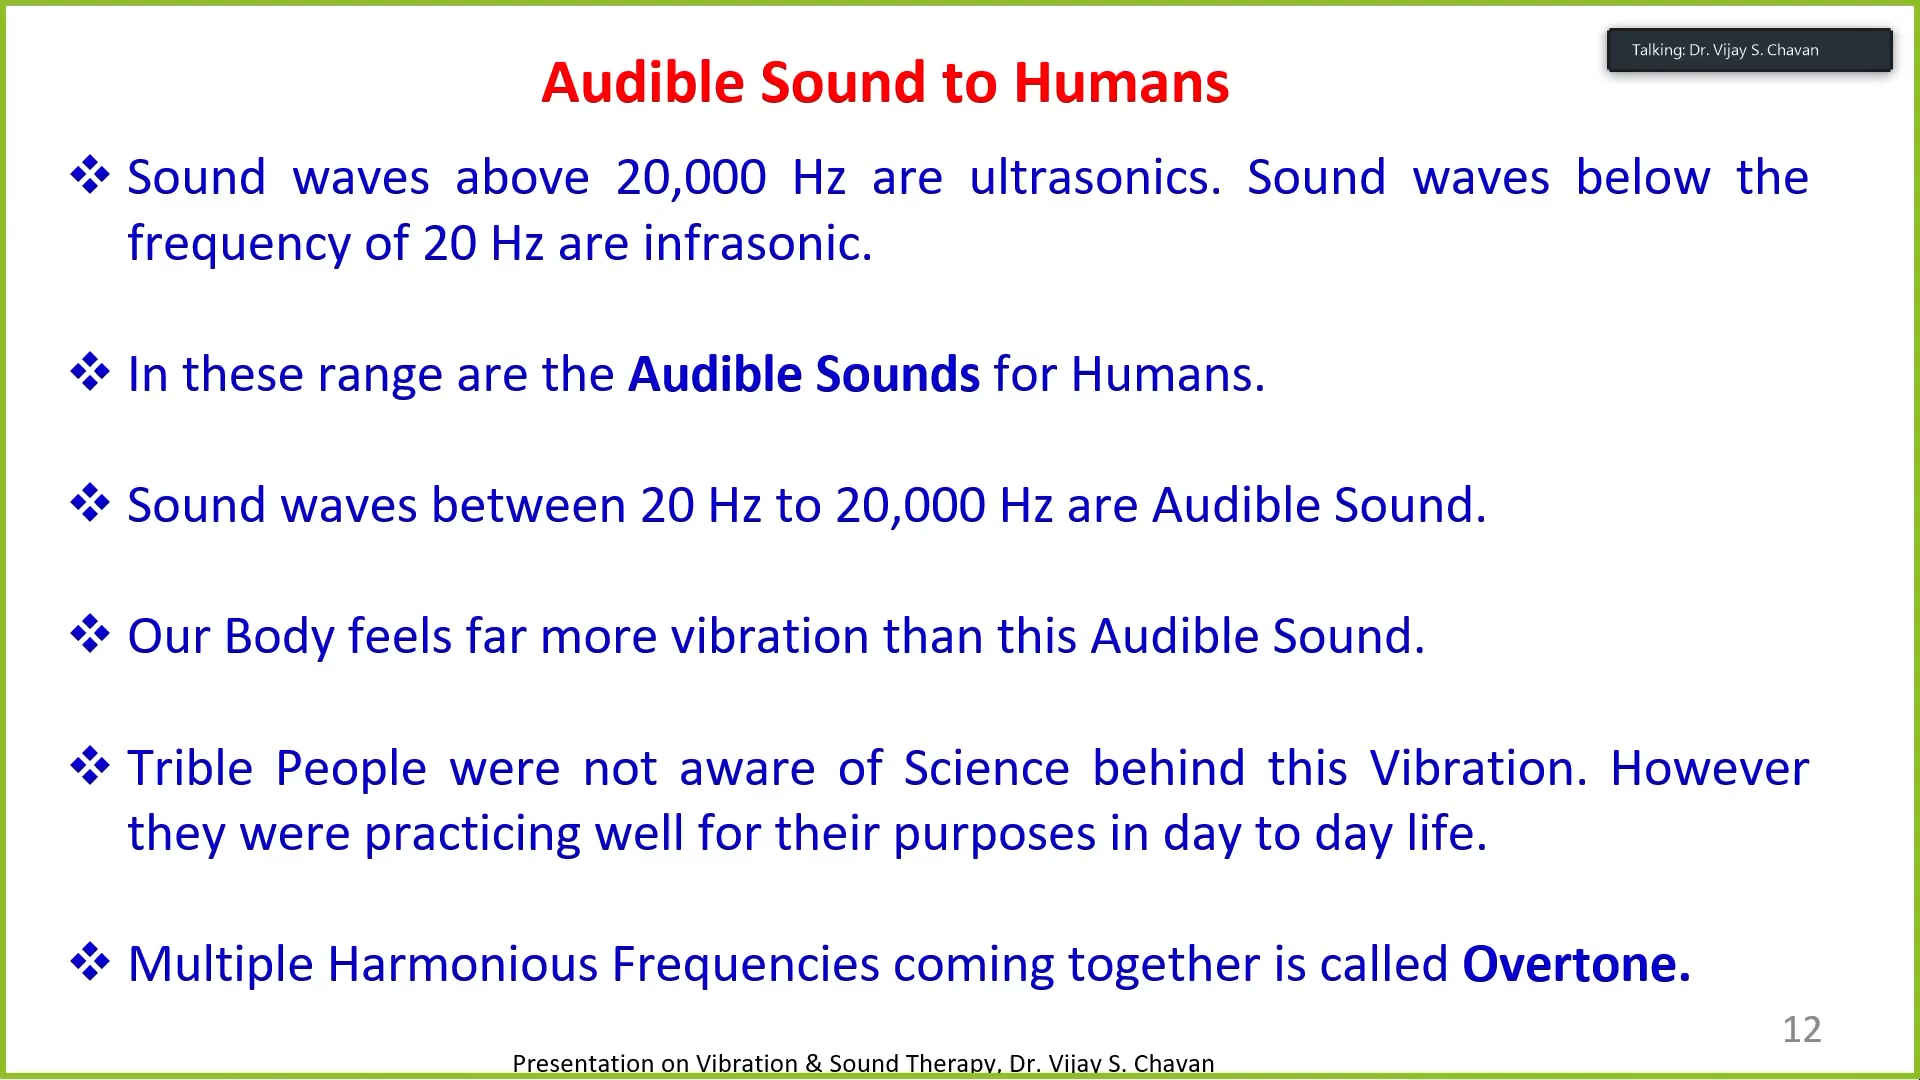 Talking: Dr. Vijay S. Chavan
Audible Sound to Humans
❖ Sound waves above 20,000 Hz are ultrasonics. Sound waves below the
frequency of 20 Hz are infrasonic.
❖ In these range are the Audible Sounds for Humans.
❖ Sound waves between 20 Hz to 20,000 Hz are Audible Sound.
❖ Our Body feels far more vibration than this Audible Sound.
❖ Trible People were not aware of Science behind this Vibration. However
they were practicing well for their purposes in day to day life.
❖ Multiple Harmonious Frequencies coming together is called Overtone.
12
Presentation on Vibration & Sound Therapy, Dr. Vijay S. Chavan